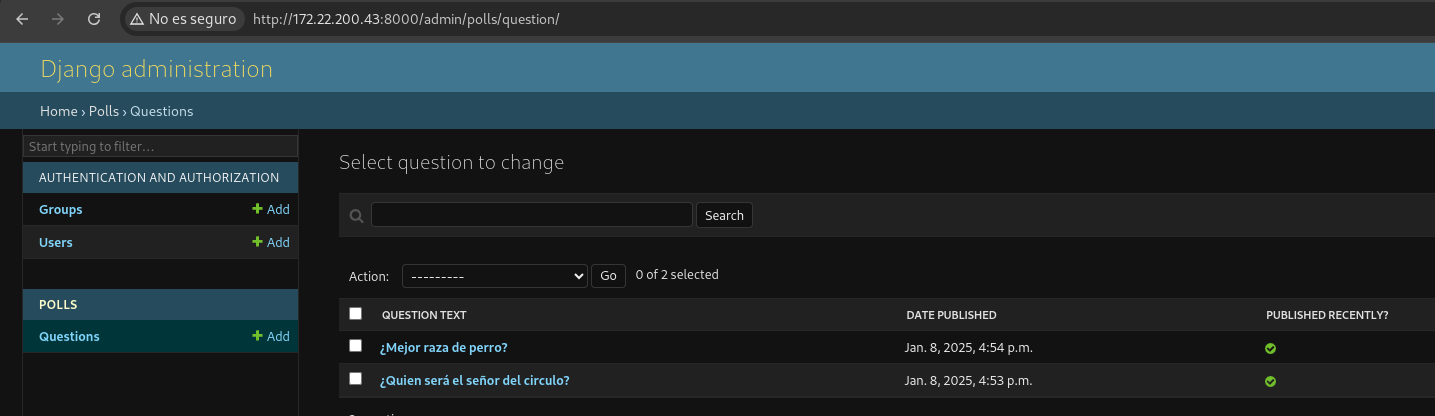 No es seguro http://172.22.200.43:8000/admin/polls/question/
Django administration
Home › Polls › Questions
Start typing to filter...
AUTHENTICATION AND AUTHORIZATION
Groups + Add
Users + Add
POLLS
Questions + Add
Select question to change
Search
Action: --------- Go 0 of 2 selected
QUESTION TEXT DATE PUBLISHED PUBLISHED RECENTLY?
¿Mejor raza de perro? Jan. 8, 2025, 4:54 p.m.
¿Quien será el señor del circulo? Jan. 8, 2025, 4:53 p.m.